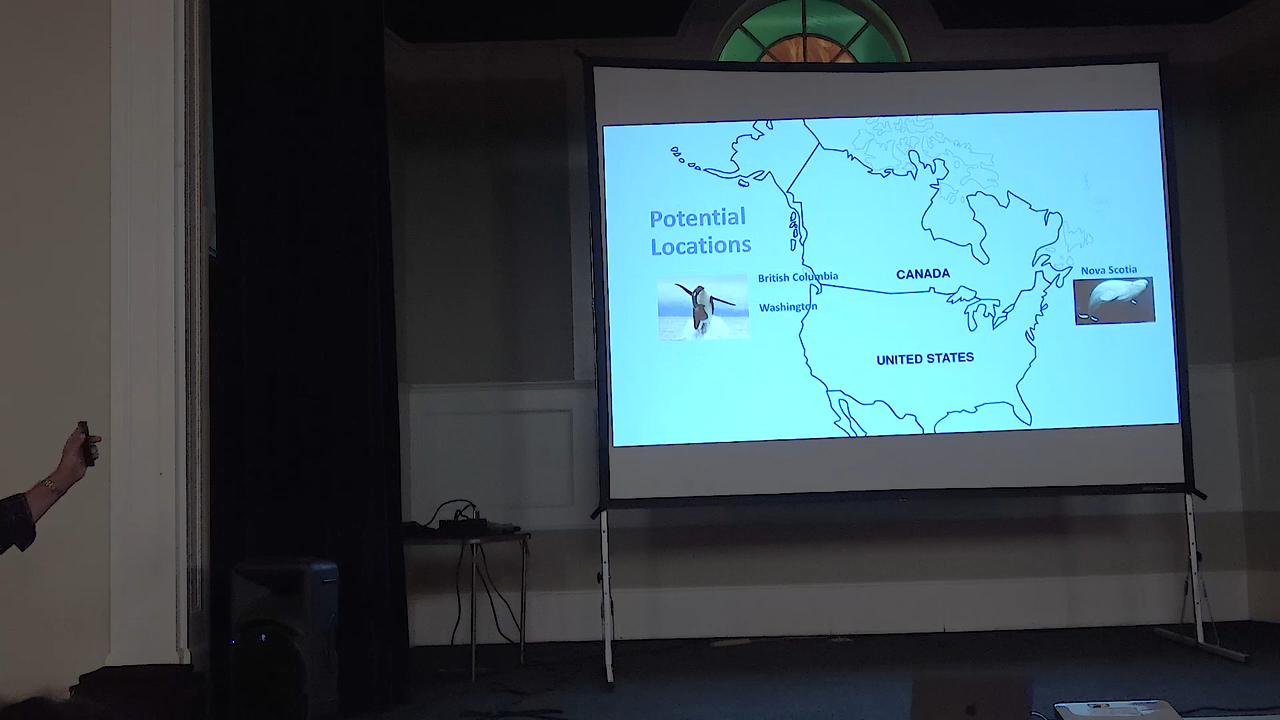 Potential
Locations
British Columbia
Washington
CANADA
UNITED STATES
Nova Scotia